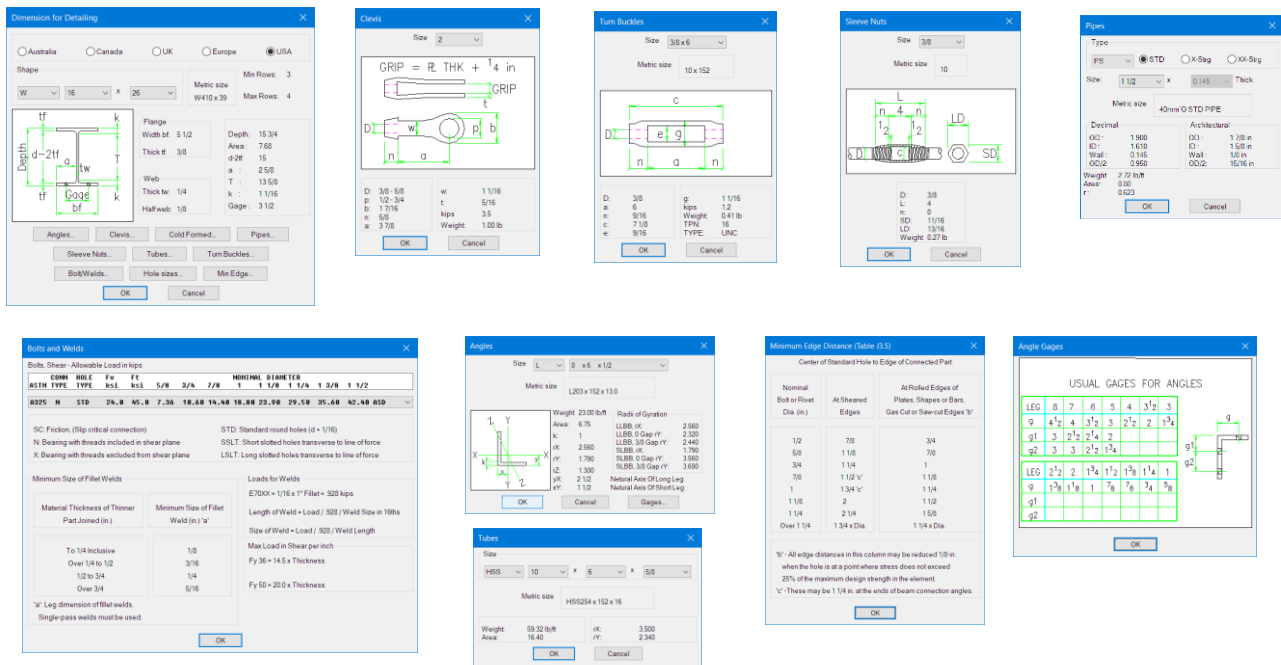 Dimension for Detailing
Australia Canada UK Europe USA
Shape
W 16 x 26
Metric size
W410 x 39
Min Rows: 3
Max Rows: 4
tf k
Depth d-2tf a tw T
tf Gage k
bf
Flange
Width bf: 5 1/2
Thick tf: 3/8
Web
Thick tw: 1/4
Half web: 1/8
Depth: 15 3/4
Area: 7.68
d-2tf 15
a : 2 5/8
T : 13 5/8
k : 1 1/16
Gage : 3 1/2
Angles... Clevis... Cold Formed... Pipes...
Sleeve Nuts... Tubes... Turn Buckles...
Bolt/Welds... Hole sizes... Min Edge...
OK Cancel
Clevis
Size 2
GRIP = PL THK + 1/4 in
GRIP
t
D w p b
n a
D: 3/8 - 5/8
p: 1/2 - 3/4
b: 1 7/16
n: 5/8
a: 3 7/8
w: 1 1/16
t: 5/16
kips 3.5
Weight: 1.00 lb
OK Cancel
Turn Buckles
Size 3/8 x 6
Metric size 10 x 152
c
D e g
n a n
D: 3/8
a: 6
n: 9/16
c: 7 1/8
e: 9/16
g: 1 1/16
kips 1.2
Weight: 0.41 lb
TPN: 16
TYPE: UNC
OK Cancel
Sleeve Nuts
Size 3/8
Metric size 10
L
n 4 n LD
1/2 1/2
D c SD
D: 3/8
L: 4
n: 0
SD: 11/16
LD: 13/16
Weight: 0.27 lb
OK Cancel
Pipes
Type
PS STD X-Strg XX-Strg
Size: 1 1/2 x 0.145 Thick
Metric size 40mm'O STD PIPE
Decimal
OD : 1.900
ID : 1.610
Wall : 0.145
OD/2: 0.950
Architectural
OD : 1 7/8 in
ID : 1 5/8 in
Wall : 1/8 in
OD/2: 15/16 in
Weight 2.72 lb/ft
Area: 0.80
r : 0.623
OK Cancel
Bolts and Welds
Bolts, Shear - Allowable Load in kips
CONN HOLE Fv Ft NOMINAL DIAMETER
ASTM TYPE TYPE ksi ksi 5/8 3/4 7/8 1 1 1/8 1 1/4 1 3/8 1 1/2
A325 N STD 24.0 45.0 7.36 10.60 14.40 18.80 23.90 29.50 35.60 42.40 ASD
SC: Friction, (Slip critical connection)
N: Bearing with threads included in shear plane
X: Bearing with threads excluded from shear plane
STD: Standard round holes (d + 1/16)
SSLT: Short slotted holes transverse to line of force
LSLT: Long slotted holes transverse to line of force
Minimum Size of Fillet Welds
Material Thickness of Thinner
Part Joined (in.)
Minimum Size of Fillet
Weld (in.) 'a'
To 1/4 Inclusive 1/8
Over 1/4 to 1/2 3/16
1/2 to 3/4 1/4
Over 3/4 5/16
'a': Leg dimension of fillet welds.
Single-pass welds must be used.
Loads for Welds
E70XX = 1/16 x 1" Fillet = .928 kips
Length of Weld = Load / .928 / Weld Size in 16ths
Size of Weld = Load / .928 / Weld Length
Max Load in Shear per inch
Fy 36 = 14.5 x Thickness
Fy 50 = 20.0 x Thickness
OK
Angles
Size L 8 x 6 x 1/2
Metric size L203 x 152 x 13.0
Z Y
X X
k y
Y Z
Weight 23.00 lb/ft
Area: 6.75
k: 1
rX: 2.560
rY: 1.790
rZ: 1.300
yX: 2 1/2
xY: 1 1/2
Radii of Gyration
LLBB, rX: 2.560
LLBB, 0 Gap rY: 2.320
LLBB, 3/8 Gap rY: 2.440
SLBB, rX: 1.790
SLBB, 0 Gap rY: 3.560
SLBB, 3/8 Gap rY: 3.690
Netural Axis Of Long Leg
Netural Axis Of Short Leg
OK Cancel Gages...
Tubes
Size
HSS 10 x 6 x 5/8
Metric size HSS254 x 152 x 16
Weight: 59.32 lb/ft
Area: 16.40
rX: 3.500
rY: 2.340
OK Cancel
Minimum Edge Distance (Table J3.5)
Center of Standard Hole to Edge of Connected Part
Nominal
Bolt or Rivet
Dia. (in.)
At Sheared
Edges
At Rolled Edges of
Plates, Shapes or Bars,
Gas Cut or Saw-cut Edges 'b'
1/2 7/8 3/4
5/8 1 1/8 7/8
3/4 1 1/4 1
7/8 1 1/2 'c' 1 1/8
1 1 3/4 'c' 1 1/4
1 1/8 2 1 1/2
1 1/4 2 1/4 1 5/8
Over 1 1/4 1 3/4 x Dia. 1 1/4 x Dia.
'b' - All edge distances in this column may be reduced 1/8 in.
when the hole is at a point where stress does not exceed
25% of the maximum design strength in the element.
'c' - These may be 1 1/4 in. at the ends of beam connection angles.
OK
Angle Gages
USUAL GAGES FOR ANGLES
LEG 8 7 6 5 4 3 1/2 3
g 4 1/2 4 3 1/2 3 2 1/2 2 1 3/4
g1 3 2 1/2 2 1/4 2
g2 3 3 2 1/2 1 3/4
LEG 2 1/2 2 1 3/4 1 1/2 1 3/8 1 1/4 1
g 1 3/8 1 1/8 1 7/8 7/8 3/4 5/8
g1
g2
g
g1
g2
OK